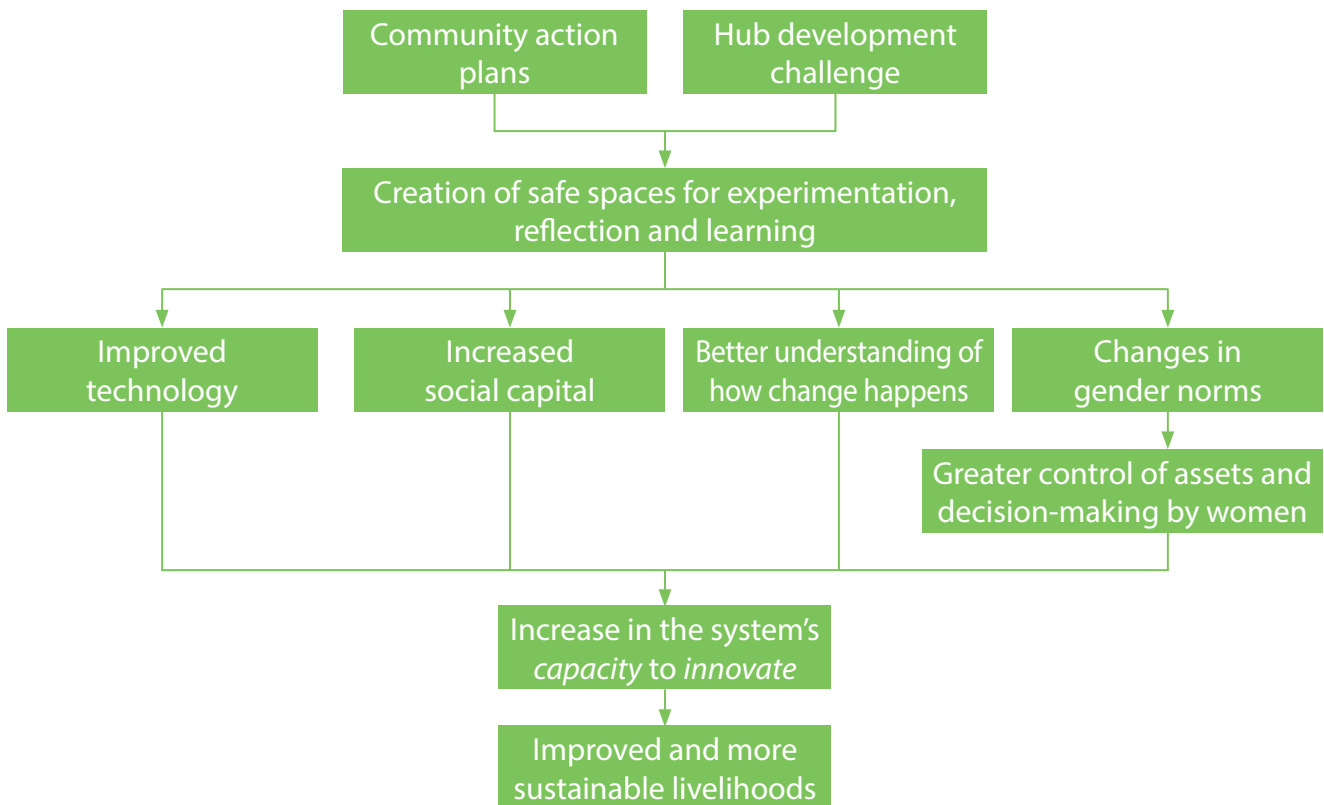 Community action
plans
Hub development
challenge
Creation of safe spaces for experimentation,
reflection and learning
Improved
technology
Increased
social capital
Better understanding of
how change happens
Changes in
gender norms
Greater control of assets and
decision-making by women
Increase in the system’s
capacity to innovate
Improved and more
sustainable livelihoods